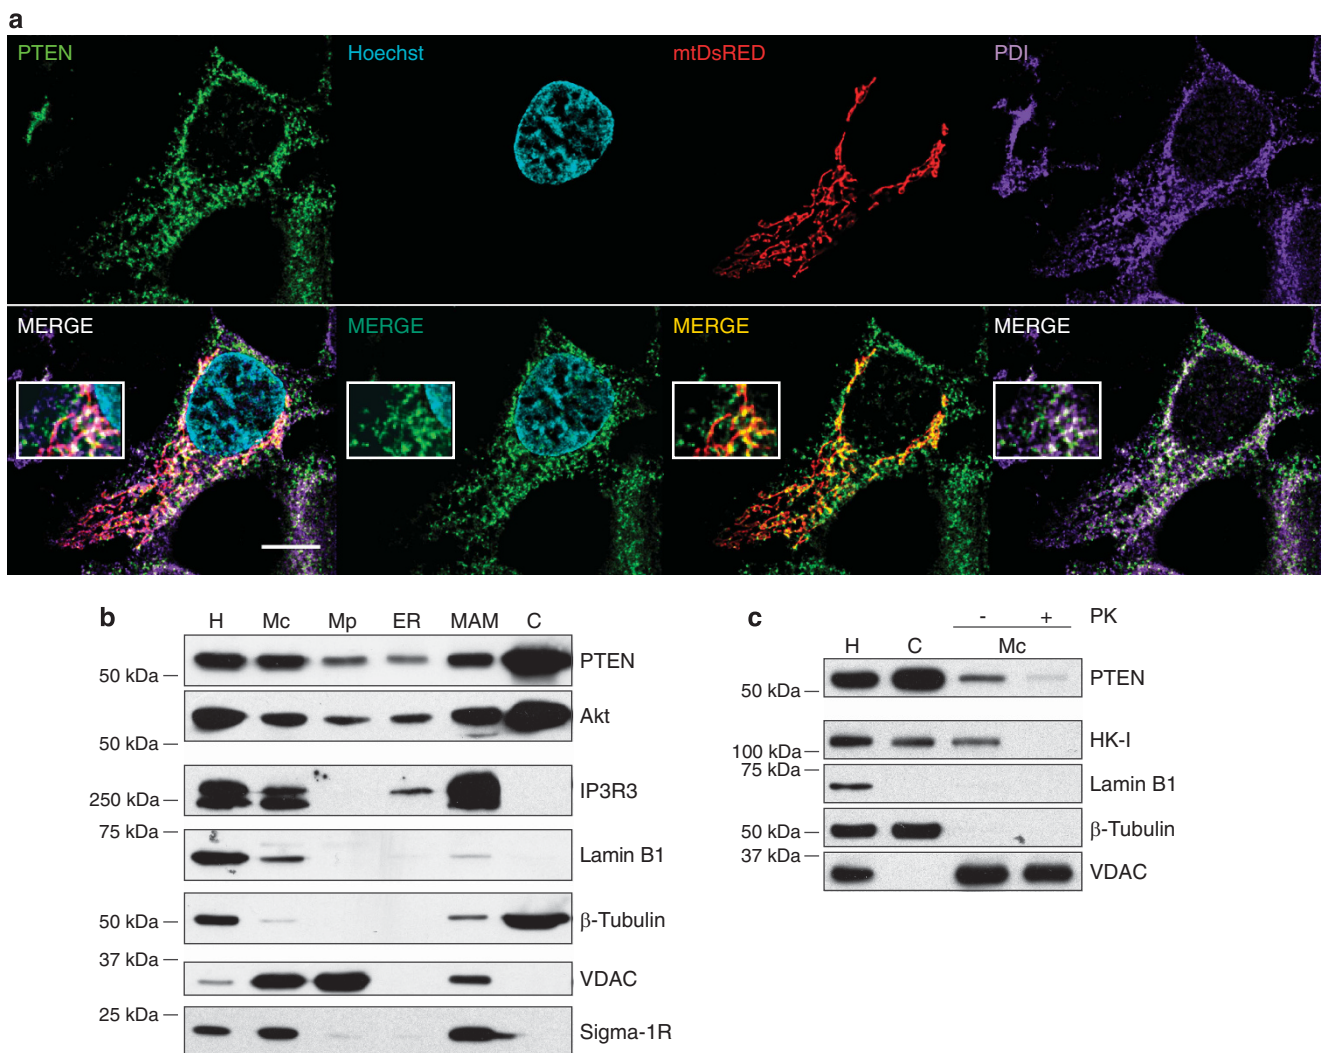 a
PTEN Hoechst mtDsRED PDI
MERGE MERGE MERGE MERGE
b
H Mc Mp ER MAM C
50 kDa PTEN
Akt
50 kDa
250 kDa IP3R3
75 kDa
Lamin B1
50 kDa β-Tubulin
37 kDa
VDAC
25 kDa
Sigma-1R
c
- + PK
H C Mc
50 kDa PTEN
100 kDa HK-I
75 kDa
Lamin B1
50 kDa β-Tubulin
37 kDa
VDAC